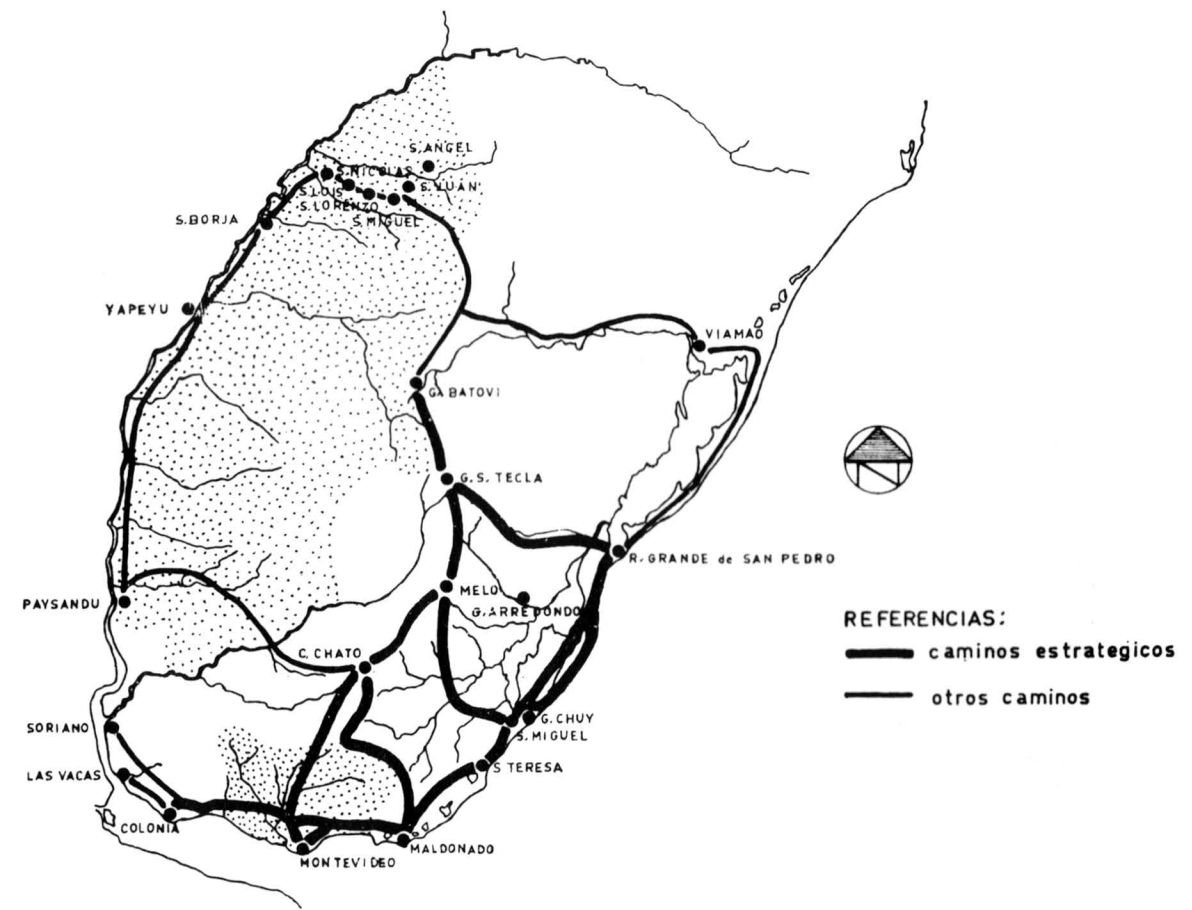 S. ANGEL
S. NICOLAS
S. JUAN
S. LUIS
S. LORENZO
S. MIGUEL
S. BORJA
YAPEYU
VIAMAO
Gª BATOVI
G. S. TECLA
R. GRANDE de SAN PEDRO
MELO
G. ARREDONDO
PAYSANDU
C. CHATO
SORIANO
G. CHUY
S. MIGUEL
S TERESA
LAS VACAS
COLONIA
MONTEVIDEO
MALDONADO
REFERENCIAS:
caminos estrategicos
otros caminos